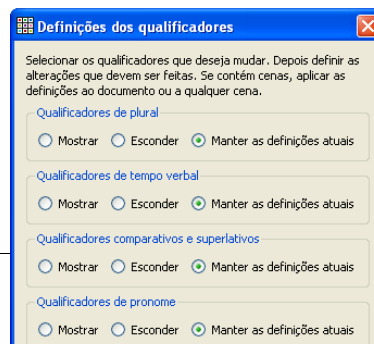 Definições dos qualificadores
Selecionar os qualificadores que deseja mudar. Depois definir as
alterações que devem ser feitas. Se contém cenas, aplicar as
definições ao documento ou a qualquer cena.
Qualificadores de plural
Mostrar Esconder Manter as definições atuais
Qualificadores de tempo verbal
Mostrar Esconder Manter as definições atuais
Qualificadores comparativos e superlativos
Mostrar Esconder Manter as definições atuais
Qualificadores de pronome
Mostrar Esconder Manter as definições atuais